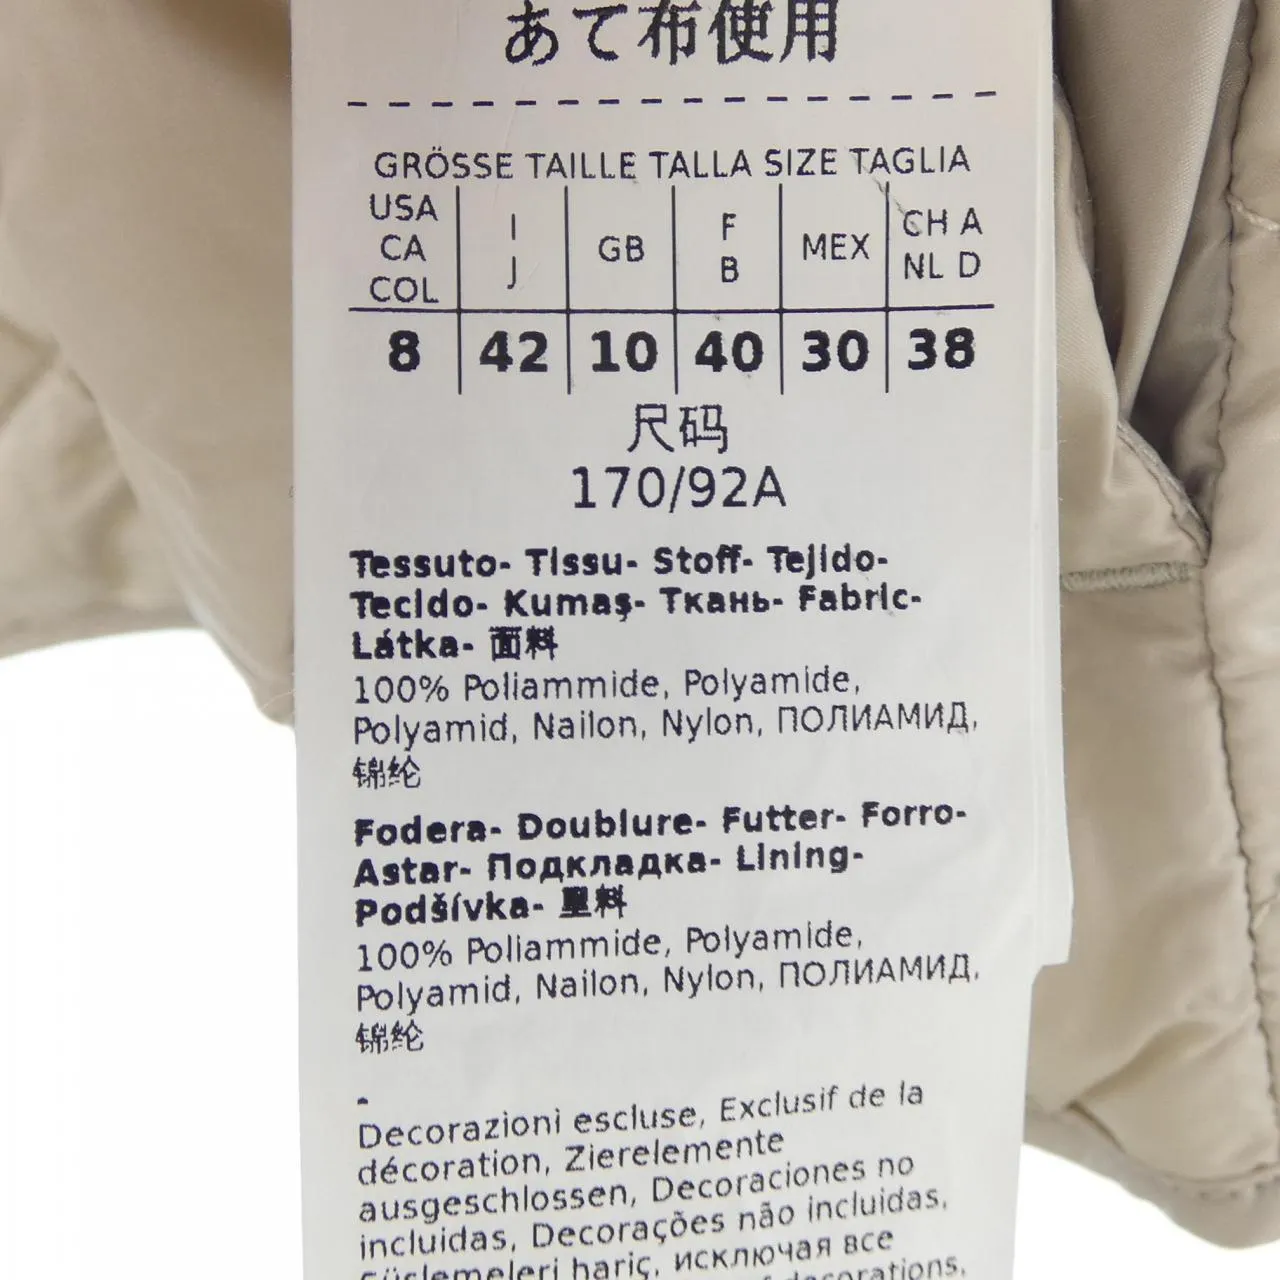 あて布使用
GRÖSSE TAILLE TALLA SIZE TAGLIA
USA CA COL | I J | GB | F B | MEX | CH A NL D
8 | 42 | 10 | 40 | 30 | 38
尺码
170/92A
Tessuto- Tissu- Stoff- Tejido-
Tecido- Kumaş- Ткань- Fabric-
Látka- 面料
100% Poliammide, Polyamide,
Polyamid, Nailon, Nylon, ПОЛИАМИД,
锦纶
Fodera- Doublure- Futter- Forro-
Astar- Подкладка- Lining-
Podšívka- 里料
100% Poliammide, Polyamide,
Polyamid, Nailon, Nylon, ПОЛИАМИД,
锦纶
-
Decorazioni escluse, Exclusif de la
décoration, Zierelemente
ausgeschlossen, Decoraciones no
incluidas, Decorações não incluidas,
Süslemeleri hariç, исключая все
decorations,